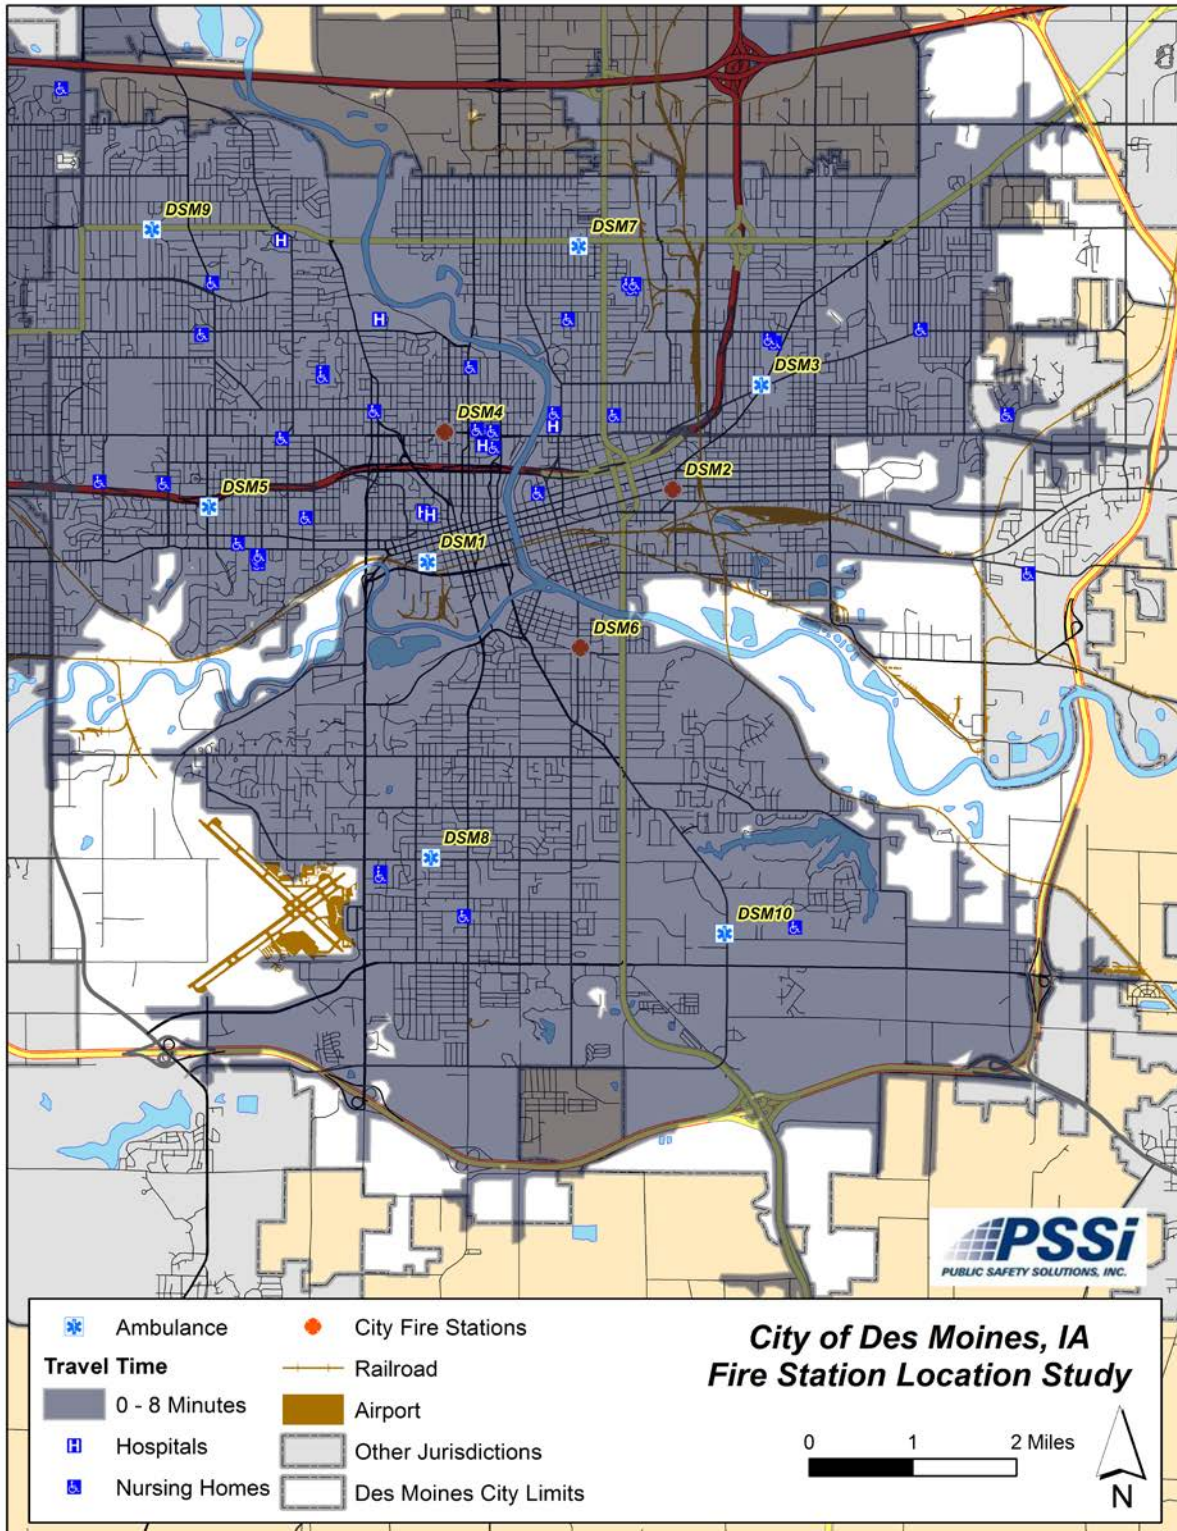 DSM9
DSM7
DSM3
DSM4
DSM2
DSM5
DSM1
DSM6
DSM8
DSM10
PSSi
PUBLIC SAFETY SOLUTIONS, INC.
Ambulance
City Fire Stations
Travel Time
Railroad
0 - 8 Minutes
Airport
H Hospitals
Other Jurisdictions
Nursing Homes
Des Moines City Limits
City of Des Moines, IA
Fire Station Location Study
0 1 2 Miles
N